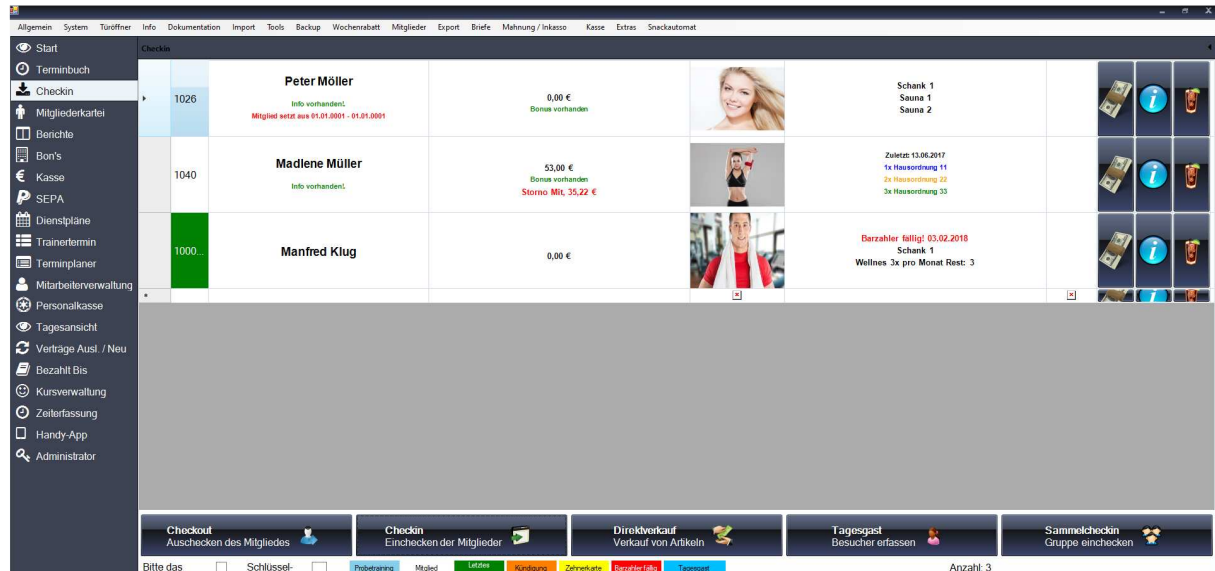 Allgemein System Türöffner Info Dokumentation Import Tools Backup Wochenrabatt Mitglieder Export Briefe Mahnung / Inkasso Kasse Extras Snackautomat
Start
Terminbuch
Checkin
Mitgliederkartei
Berichte
Bon's
Kasse
SEPA
Dienstpläne
Trainertermin
Terminplaner
Mitarbeiterverwaltung
Personalkasse
Tagesansicht
Verträge Ausl. / Neu
Bezahlt Bis
Kursverwaltung
Zeiterfassung
Handy-App
Administrator
Checkin
1026
Peter Möller
Info vorhanden!.
Mitglied setzt aus 01.01.0001 - 01.01.0001
0,00 €
Bonus vorhanden
Schank 1
Sauna 1
Sauna 2
1040
Madlene Müller
Info vorhanden!.
53,00 €
Bonus vorhanden
Storno Mit, 35,22 €
Zuletzt: 13.06.2017
1x Hausordnung 11
2x Hausordnung 22
3x Hausordnung 33
1000...
Manfred Klug
0,00 €
Barzahler fällig! 03.02.2018
Schank 1
Wellnes 3x pro Monat Rest: 3
Checkout
Auschecken des Mitgliedes
Checkin
Einchecken der Mitglieder
Direktverkauf
Verkauf von Artikeln
Tagesgast
Besucher erfassen
Sammelcheckin
Gruppe einchecken
Bitte das Schlüssel- Probetraining Mitglied Letztes Kündigung Zehnerkarte Barzahler fällig Tagesgast Anzahl: 3